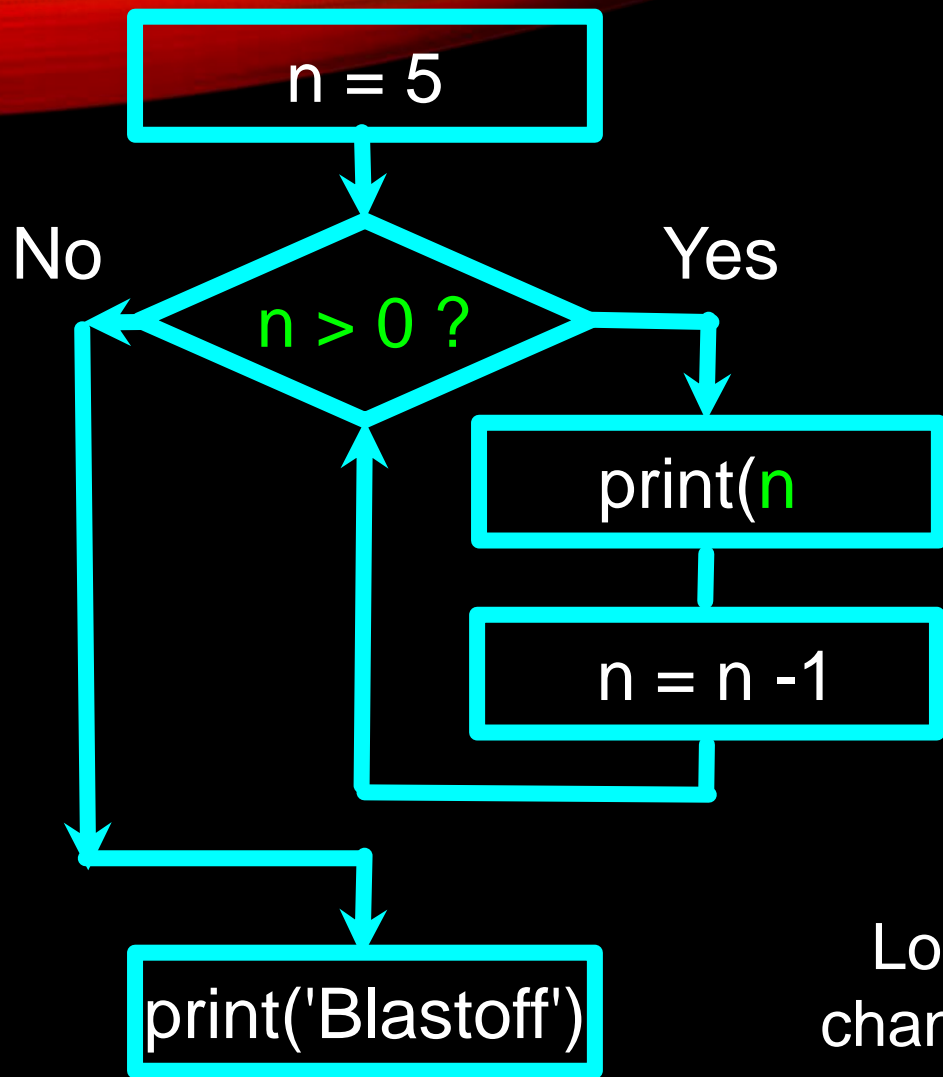 n = 5
No
Yes
n > 0 ?
print(n
n = n -1
print('Blastoff')